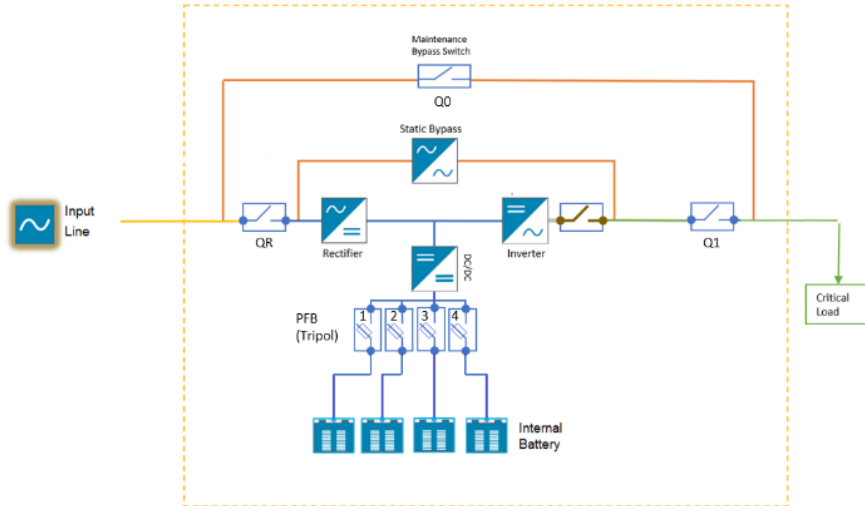 Maintenance
Bypass Switch
Q0
Static Bypass
Input
Line
QR
Rectifier
DC/DC
Inverter
Q1
Critical
Load
PFB
(Tripol)
1
2
3
4
Internal
Battery